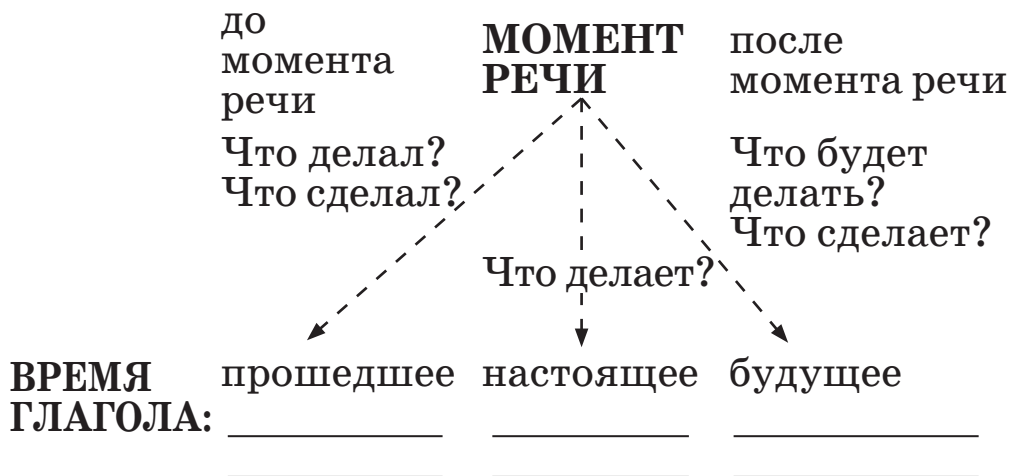 до
момента
речи
МОМЕНТ
РЕЧИ
после
момента речи
Что делал?
Что сделал?
Что делает?
Что будет
делать?
Что сделает?
ВРЕМЯ
ГЛАГОЛА:
прошедшее
настоящее
будущее